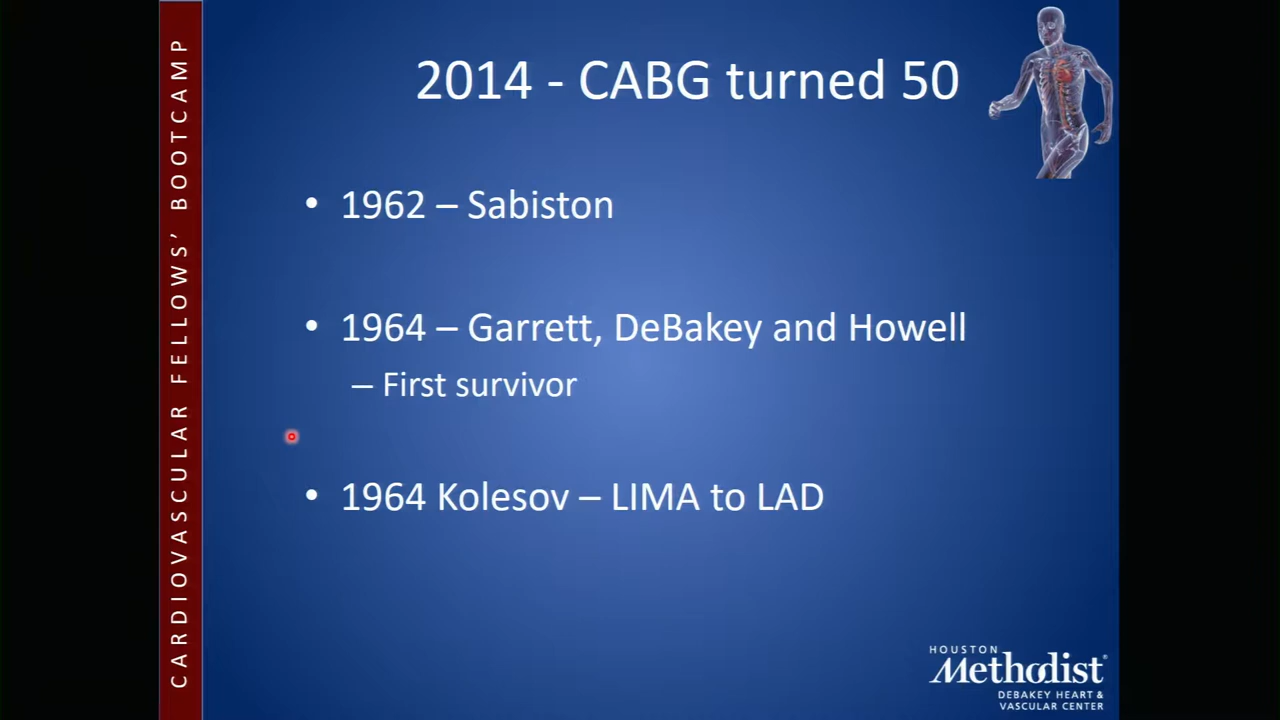 CARDIOVASCULAR FELLOWS' BOOTCAMP
2014 - CABG turned 50
• 1962 – Sabiston
• 1964 – Garrett, DeBakey and Howell
– First survivor
• 1964 Kolesov – LIMA to LAD
HOUSTON
Methodist®
DEBAKEY HEART &
VASCULAR CENTER